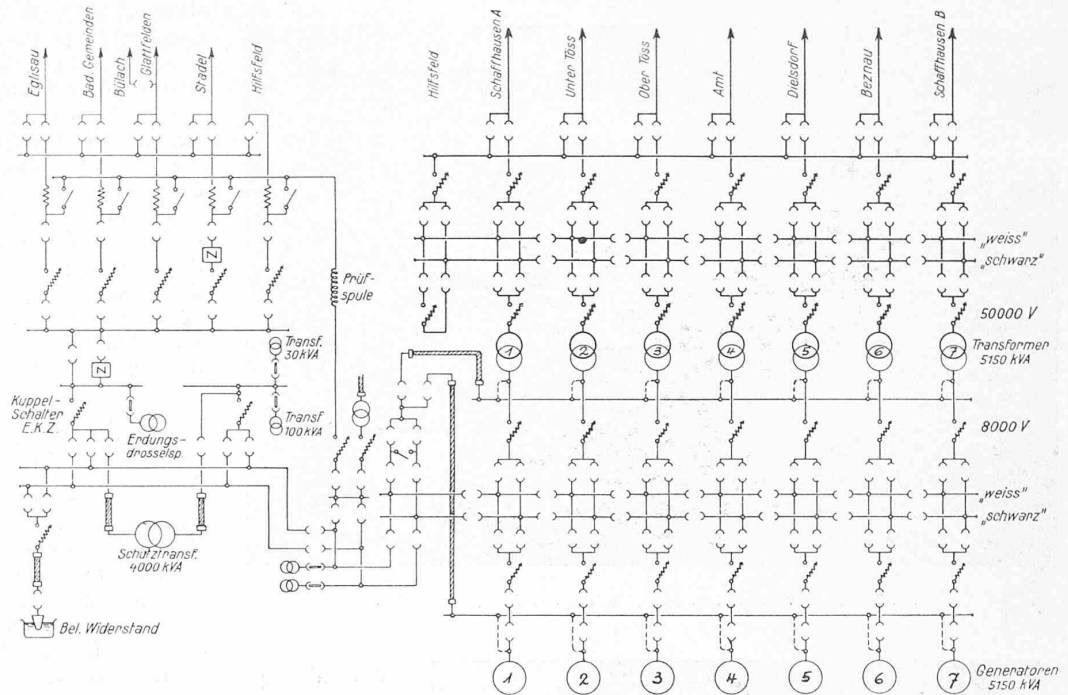 Eglisau
Bad. Gemeinden
Bülach
Glattfelden
Stadel
Hilfsfeld
Hilfsfeld
Schaffhausen A
Unter Töss
Ober Töss
Amt
Dielsdorf
Beznau
Schaffhausen B
„weiss"
„schwarz"
Z
Prüf-
spule
50000 V
Transf.
30 kVA
1
2
3
4
5
6
7
Transformer
5150 kVA
Z
Kuppel-
Schalter
E.K.Z.
Erdungs-
drosselsp.
Transf
100 kVA
8000 V
„weiss"
„schwarz"
Schutztransf.
4000 kVA
Bel. Widerstand
1
2
3
4
5
6
7
Generatoren
5150 kVA